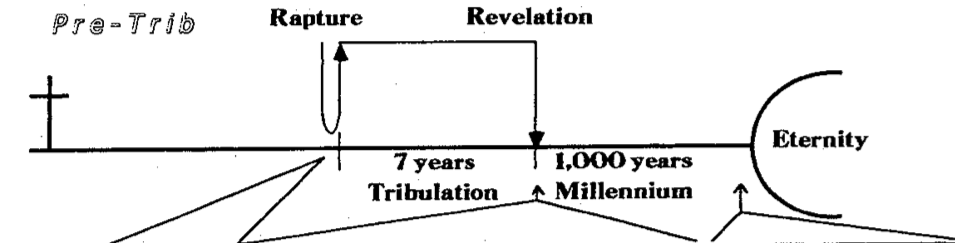 Pre-Trib
Rapture
Revelation
Eternity
7 years
Tribulation
1,000 years
Millennium